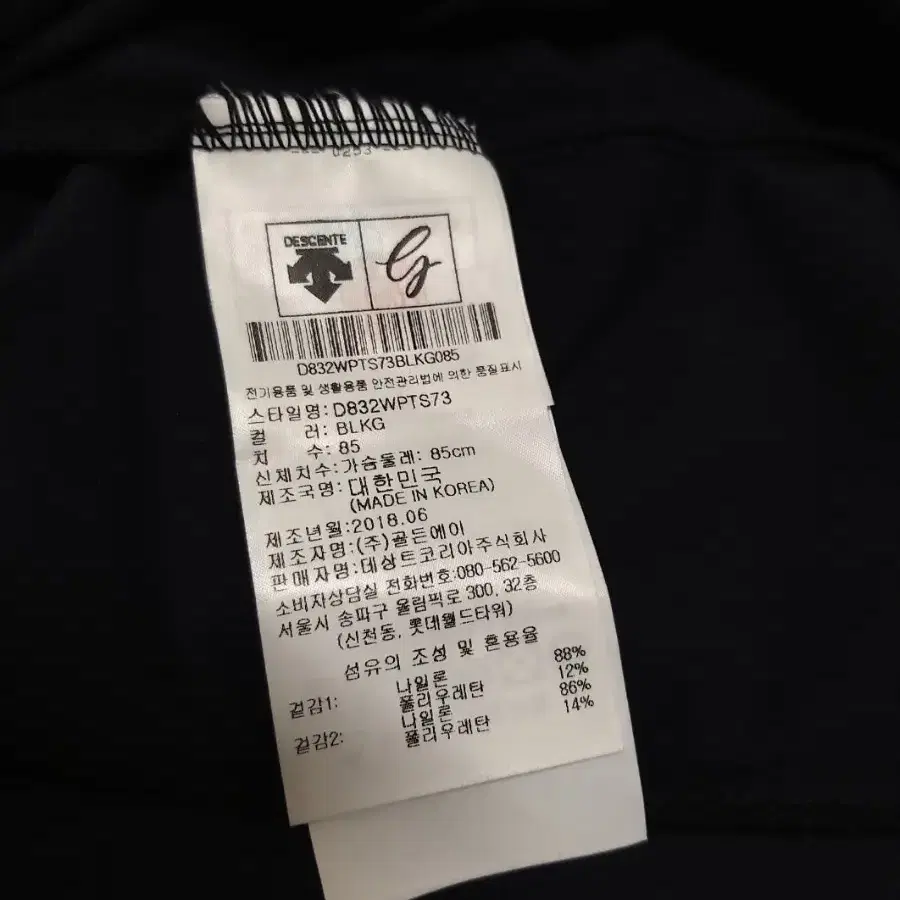 0253
DESCENTE
G
D832WPTS73BLKG085
전기용품 및 생활용품 안전관리법에 의한 품질표시
스타일명: D832WPTS73
컬 러: BLKG
치 수: 85
신체치수: 가슴둘레: 85cm
제조국명: 대한민국
(MADE IN KOREA)
제조년월: 2018.06
제조자명: (주)골든에이
판매자명: 데상트코리아주식회사
소비자상담실 전화번호: 080-562-5600
서울시 송파구 올림픽로 300, 32층
(신천동, 롯데월드타워)
섬유의 조성 및 혼용율
겉감1: 나일론 88%
폴리우레탄 12%
겉감2: 나일론 86%
폴리우레탄 14%